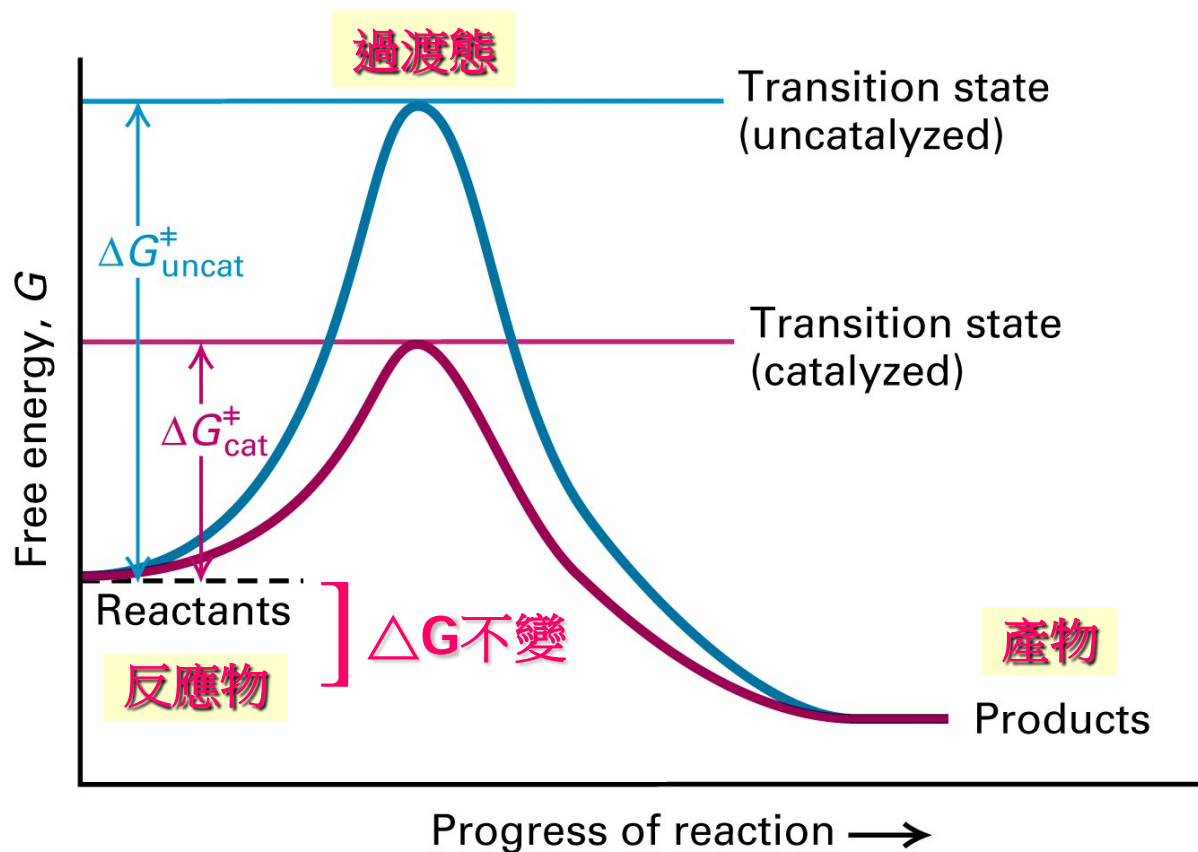 過渡態
Transition state
(uncatalyzed)
ΔG‡uncat
Transition state
(catalyzed)
ΔG‡cat
Free energy, G
Reactants
△G不變
反應物
產物
Products
Progress of reaction →